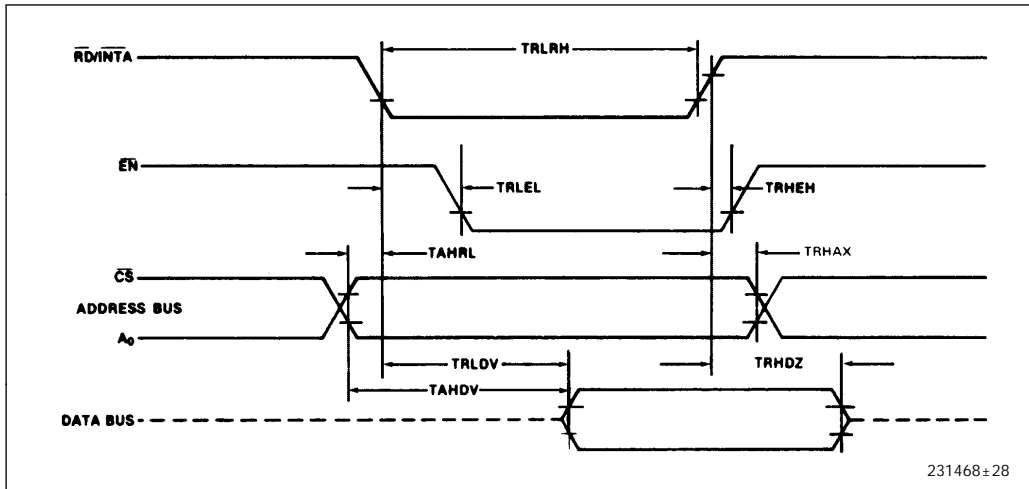 RD/INTA
TRLRH
EN
TRLEL
TRHEH
TAHRL
TRHAX
CS
ADDRESS BUS
A0
TRLDV
TRHDZ
TAHDV
DATA BUS
231468±28